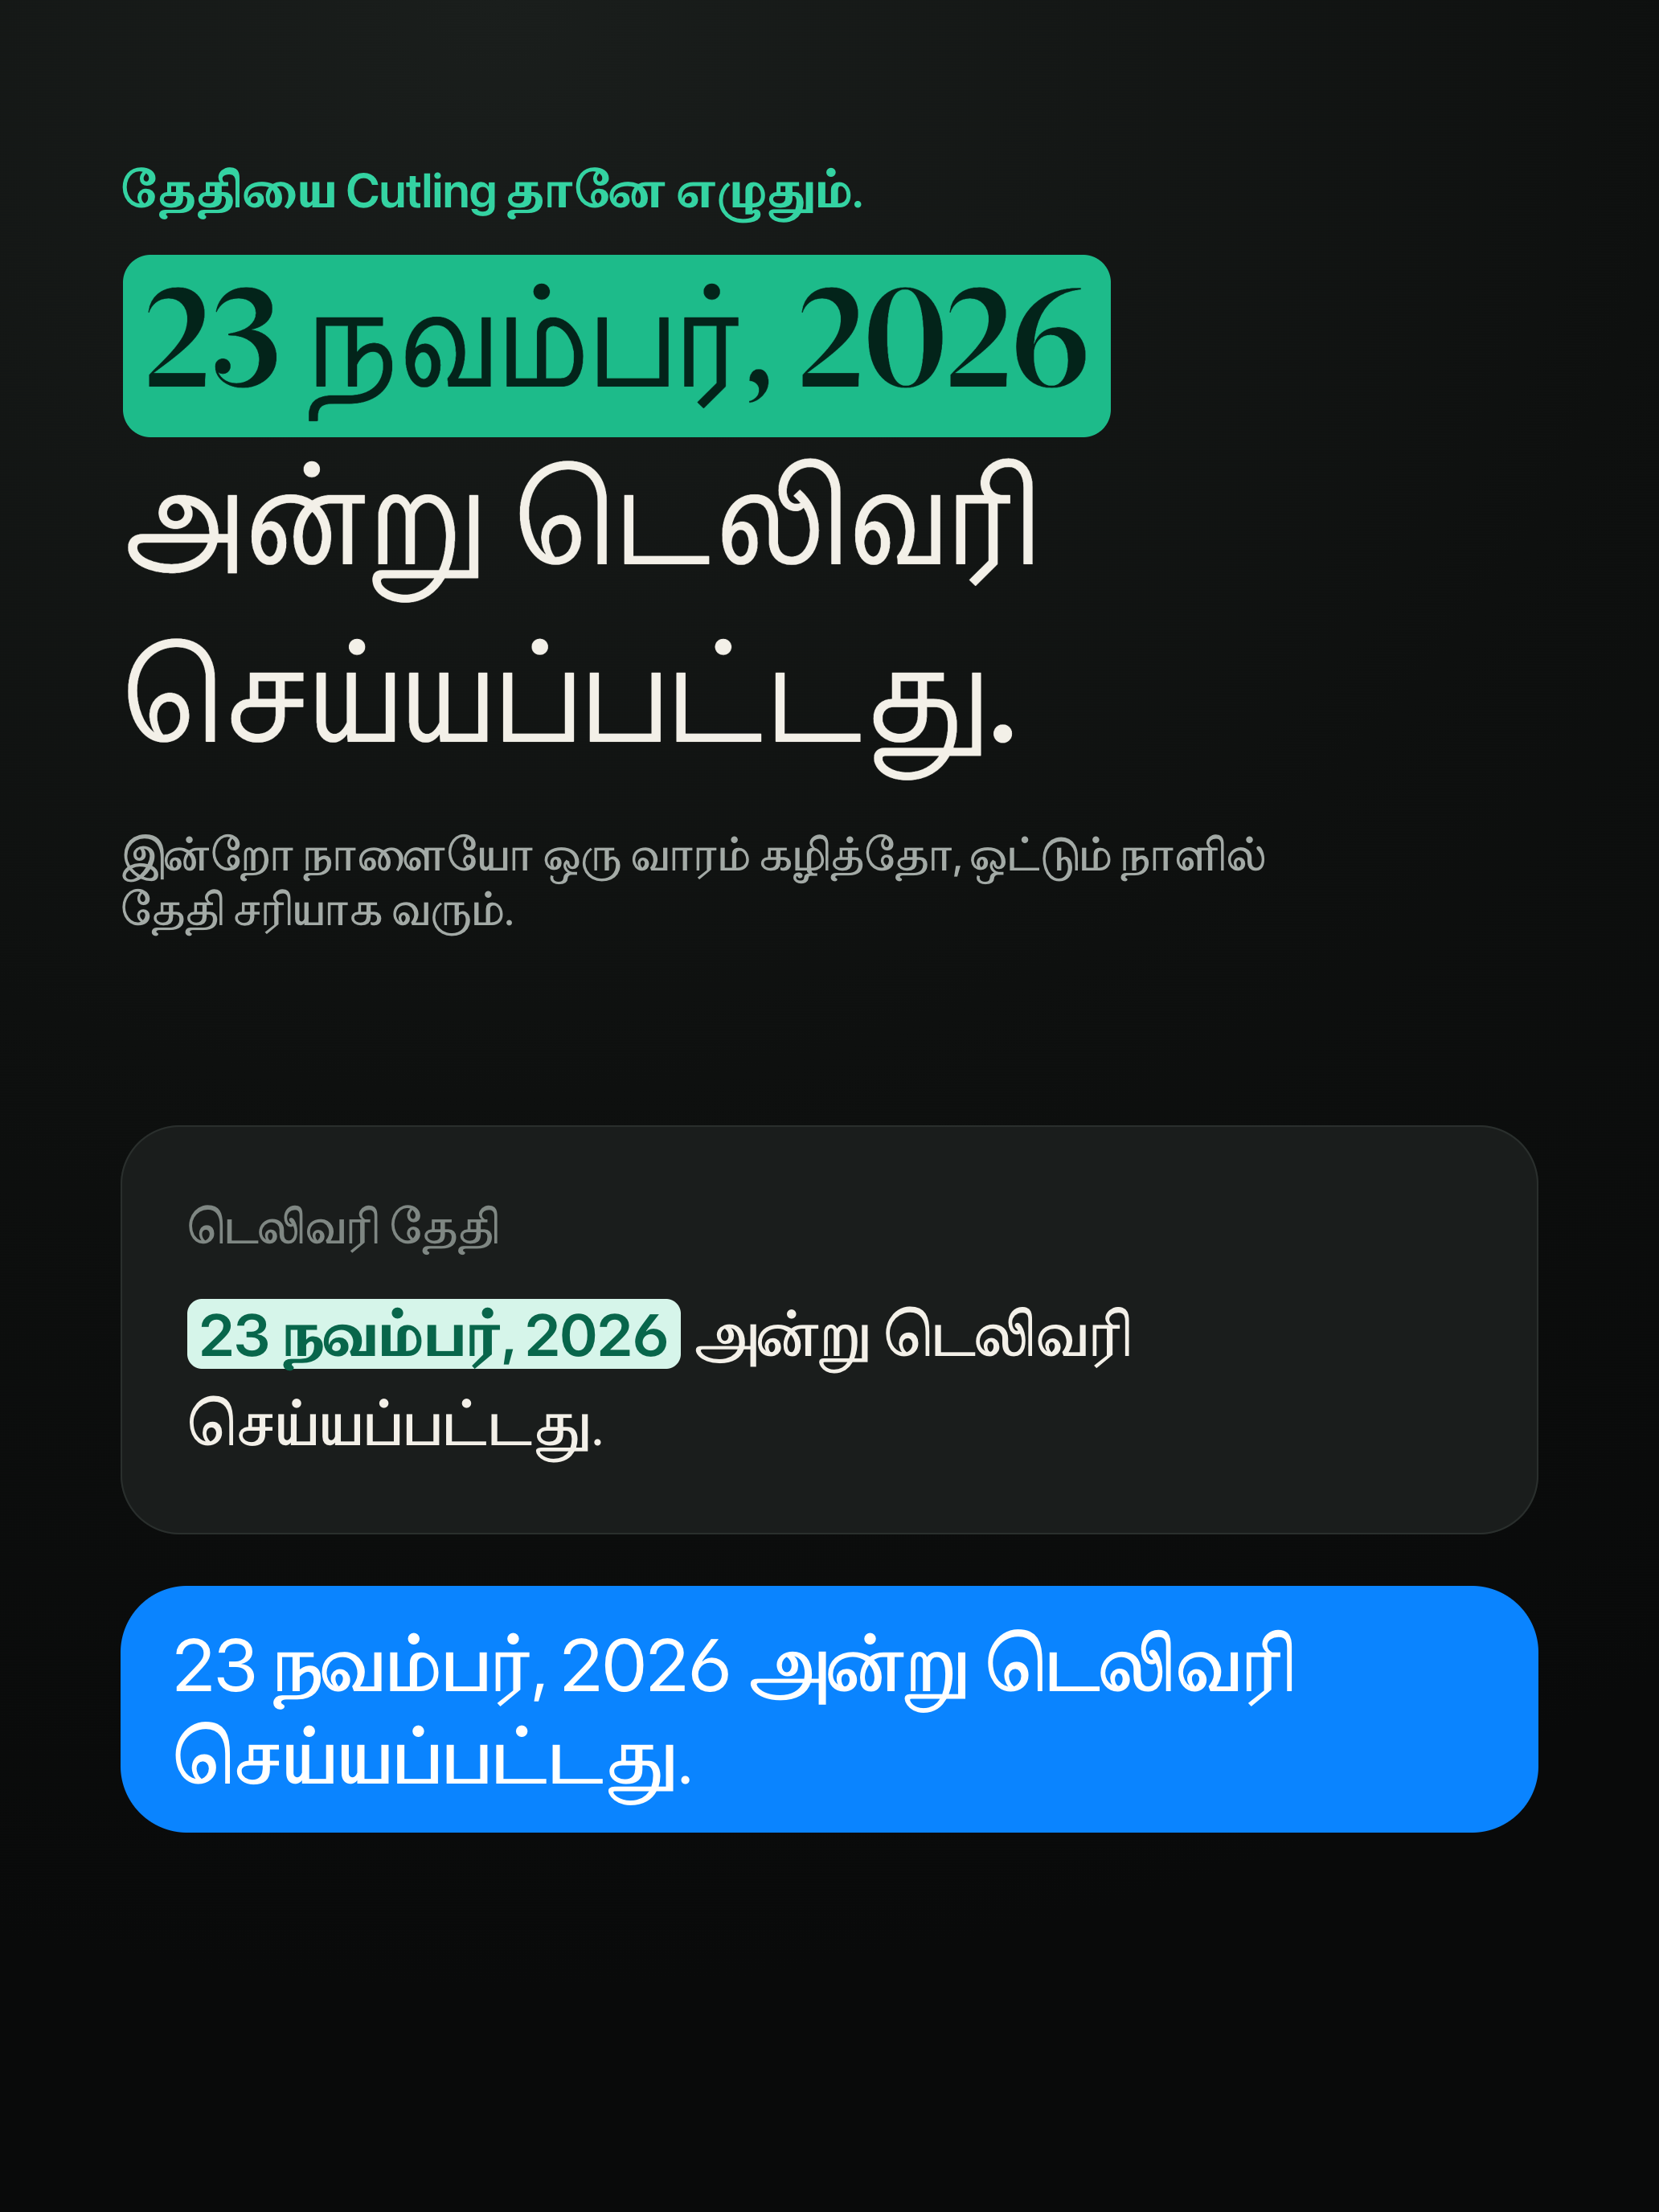 தேதியை Cutling தானே எழுதும்.
23 நவம்பர், 2026
அன்று டெலிவரி
செய்யப்பட்டது.
இன்றோ நாளையோ ஒரு வாரம் கழித்தோ, ஒட்டும் நாளில்
தேதி சரியாக வரும்.
டெலிவரி தேதி
23 நவம்பர், 2026 அன்று டெலிவரி
செய்யப்பட்டது.
23 நவம்பர், 2026 அன்று டெலிவரி
செய்யப்பட்டது.